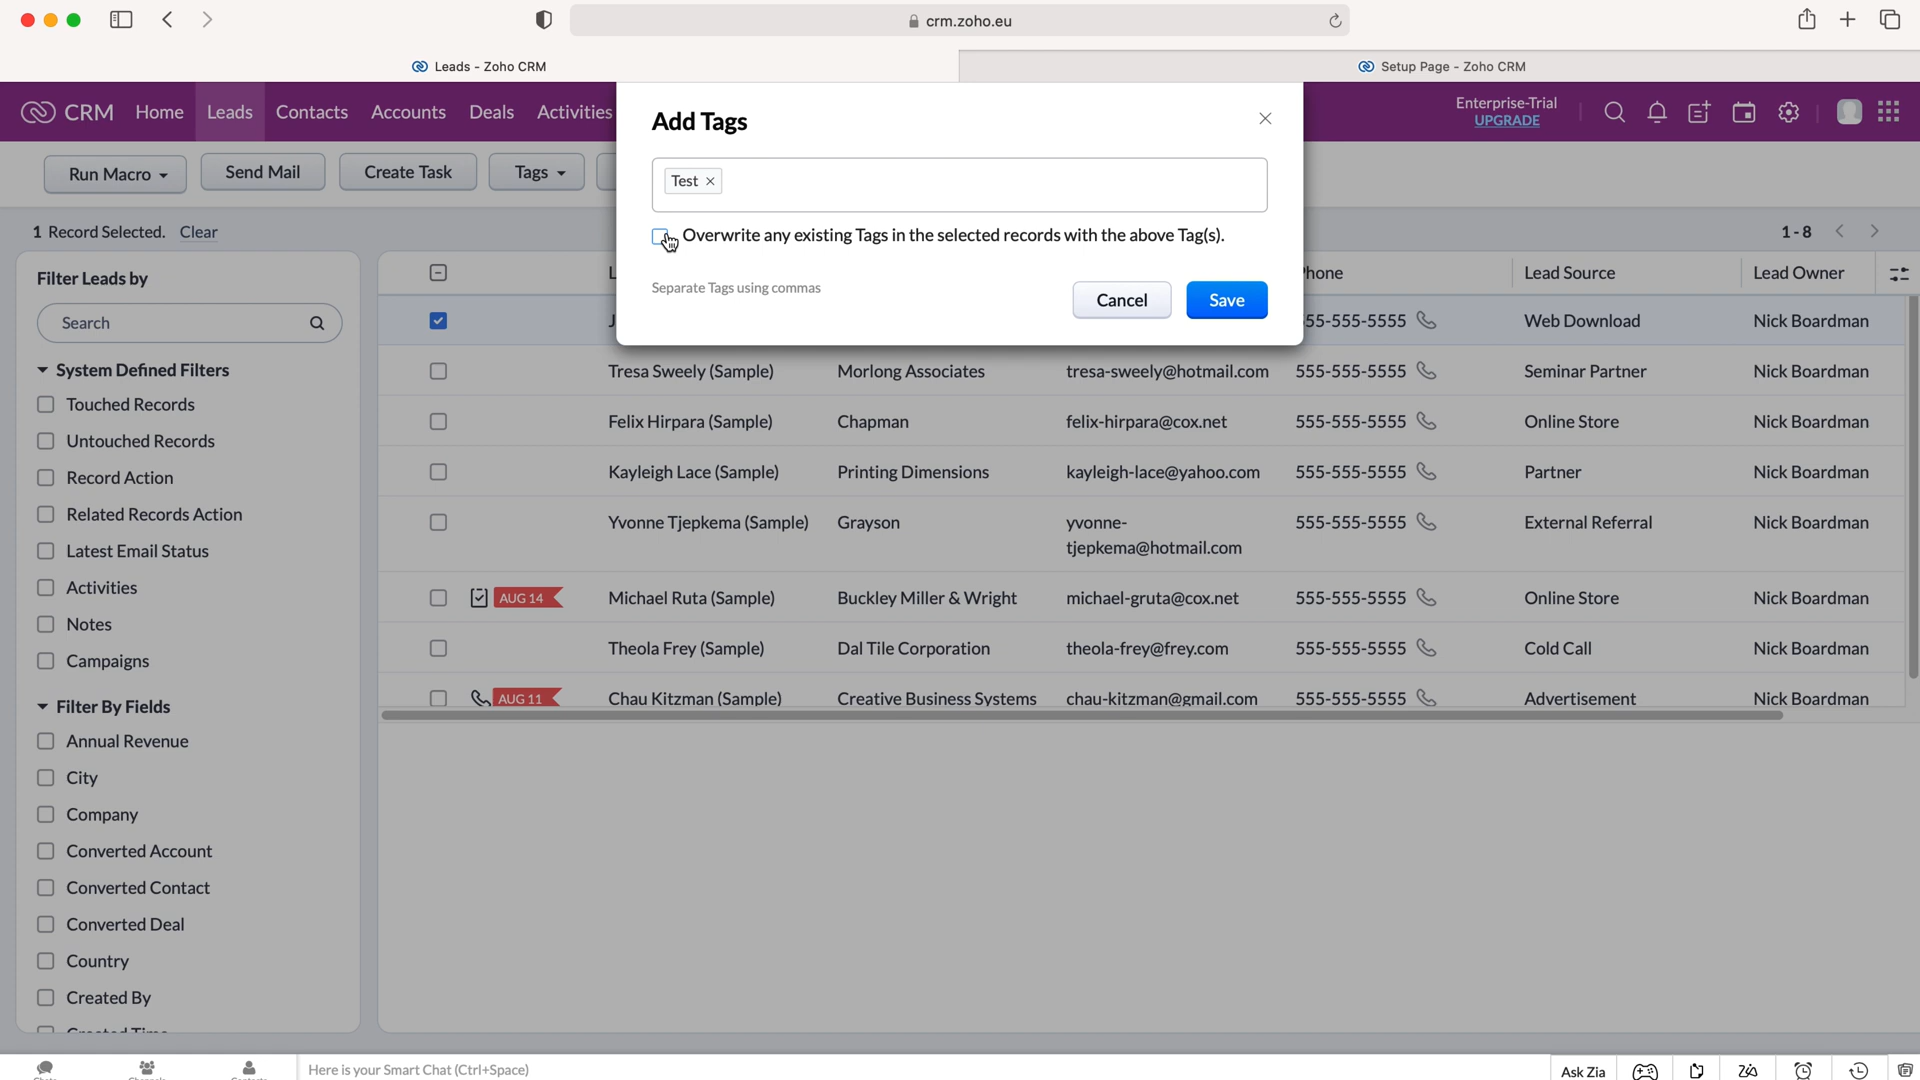 crm.zoho.eu
Leads - Zoho CRM
Setup Page - Zoho CRM
CRM Home Leads Contacts Accounts Deals Activities
Enterprise-Trial
UPGRADE
Add Tags
Test
Overwrite any existing Tags in the selected records with the above Tag(s).
Separate Tags using commas
Cancel Save
Run Macro Send Mail Create Task Tags
1 Record Selected. Clear
1 - 8
Filter Leads by
Search
System Defined Filters
Touched Records
Untouched Records
Record Action
Related Records Action
Latest Email Status
Activities
Notes
Campaigns
Filter By Fields
Annual Revenue
City
Company
Converted Account
Converted Contact
Converted Deal
Country
Created By
Lead Source Lead Owner
55-555-5555 Web Download Nick Boardman
Tresa Sweely (Sample) Morlong Associates tresa-sweely@hotmail.com 555-555-5555 Seminar Partner Nick Boardman
Felix Hirpara (Sample) Chapman felix-hirpara@cox.net 555-555-5555 Online Store Nick Boardman
Kayleigh Lace (Sample) Printing Dimensions kayleigh-lace@yahoo.com 555-555-5555 Partner Nick Boardman
Yvonne Tjepkema (Sample) Grayson yvonne- 555-555-5555 External Referral Nick Boardman
tjepkema@hotmail.com
AUG 14 Michael Ruta (Sample) Buckley Miller & Wright michael-gruta@cox.net 555-555-5555 Online Store Nick Boardman
Theola Frey (Sample) Dal Tile Corporation theola-frey@frey.com 555-555-5555 Cold Call Nick Boardman
AUG 11 Chau Kitzman (Sample) Creative Business Systems chau-kitzman@gmail.com 555-555-5555 Advertisement Nick Boardman
Here is your Smart Chat (Ctrl+Space)
Ask Zia